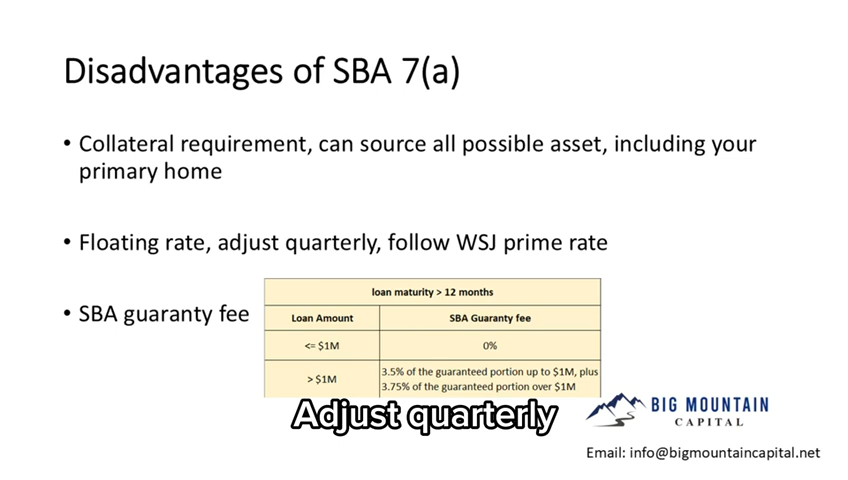 Disadvantages of SBA 7(a)
• Collateral requirement, can source all possible asset, including your
primary home
• Floating rate, adjust quarterly, follow WSJ prime rate
• SBA guaranty fee
loan maturity > 12 months
Loan Amount SBA Guaranty fee
<= $1M 0%
> $1M 3.5% of the guaranteed portion up to $1M, plus
3.75% of the guaranteed portion over $1M
Adjust quarterly
BIG MOUNTAIN
CAPITAL
Email: info@bigmountaincapital.net